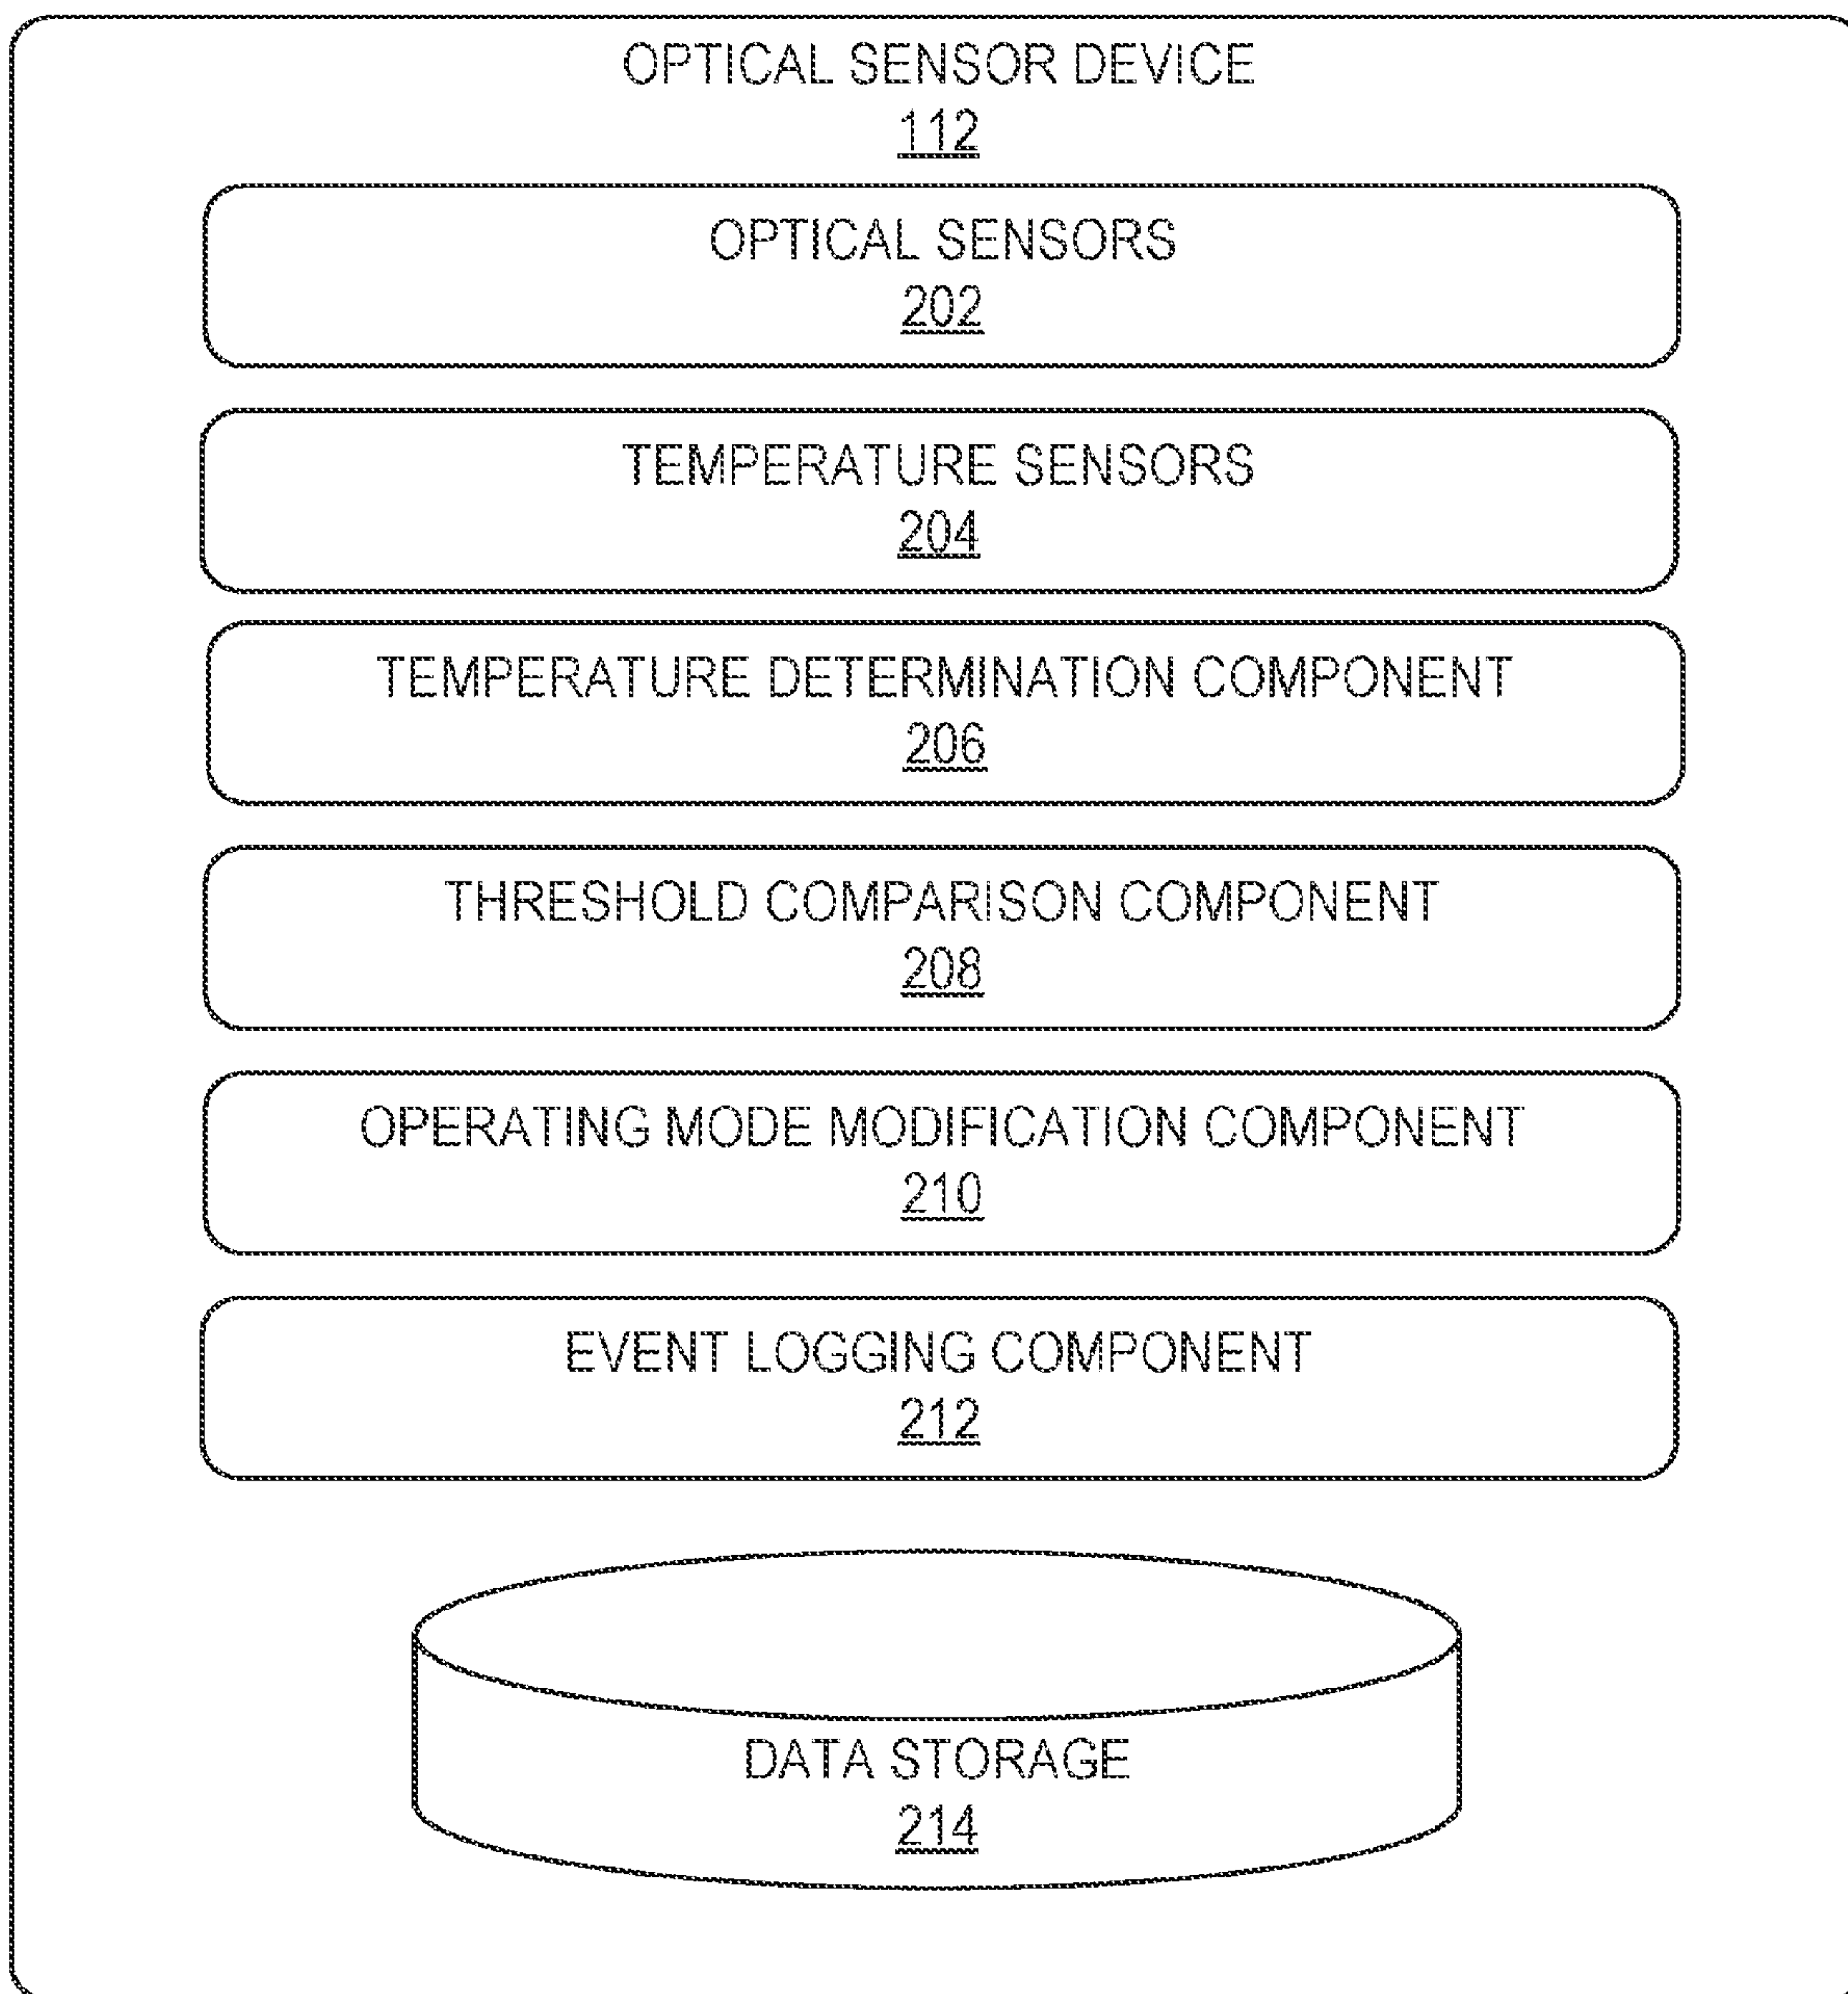 OPTICAL SENSOR DEVICE
112
OPTICAL SENSORS
202
TEMPERATURE SENSORS
204
TEMPERATURE DETERMINATION COMPONENT
206
THRESHOLD COMPARISON COMPONENT
208
OPERATING MODE MODIFICATION COMPONENT
210
EVENT LOGGING COMPONENT
212
DATA STORAGE
214